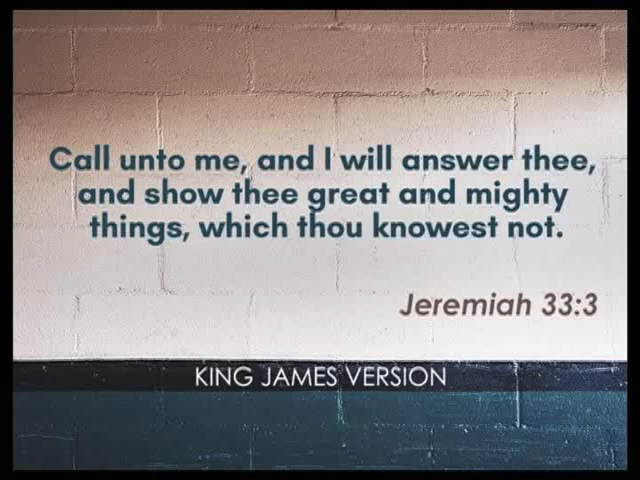 Call unto me, and I will answer thee,
and show thee great and mighty
things, which thou knowest not.
Jeremiah 33:3
KING JAMES VERSION